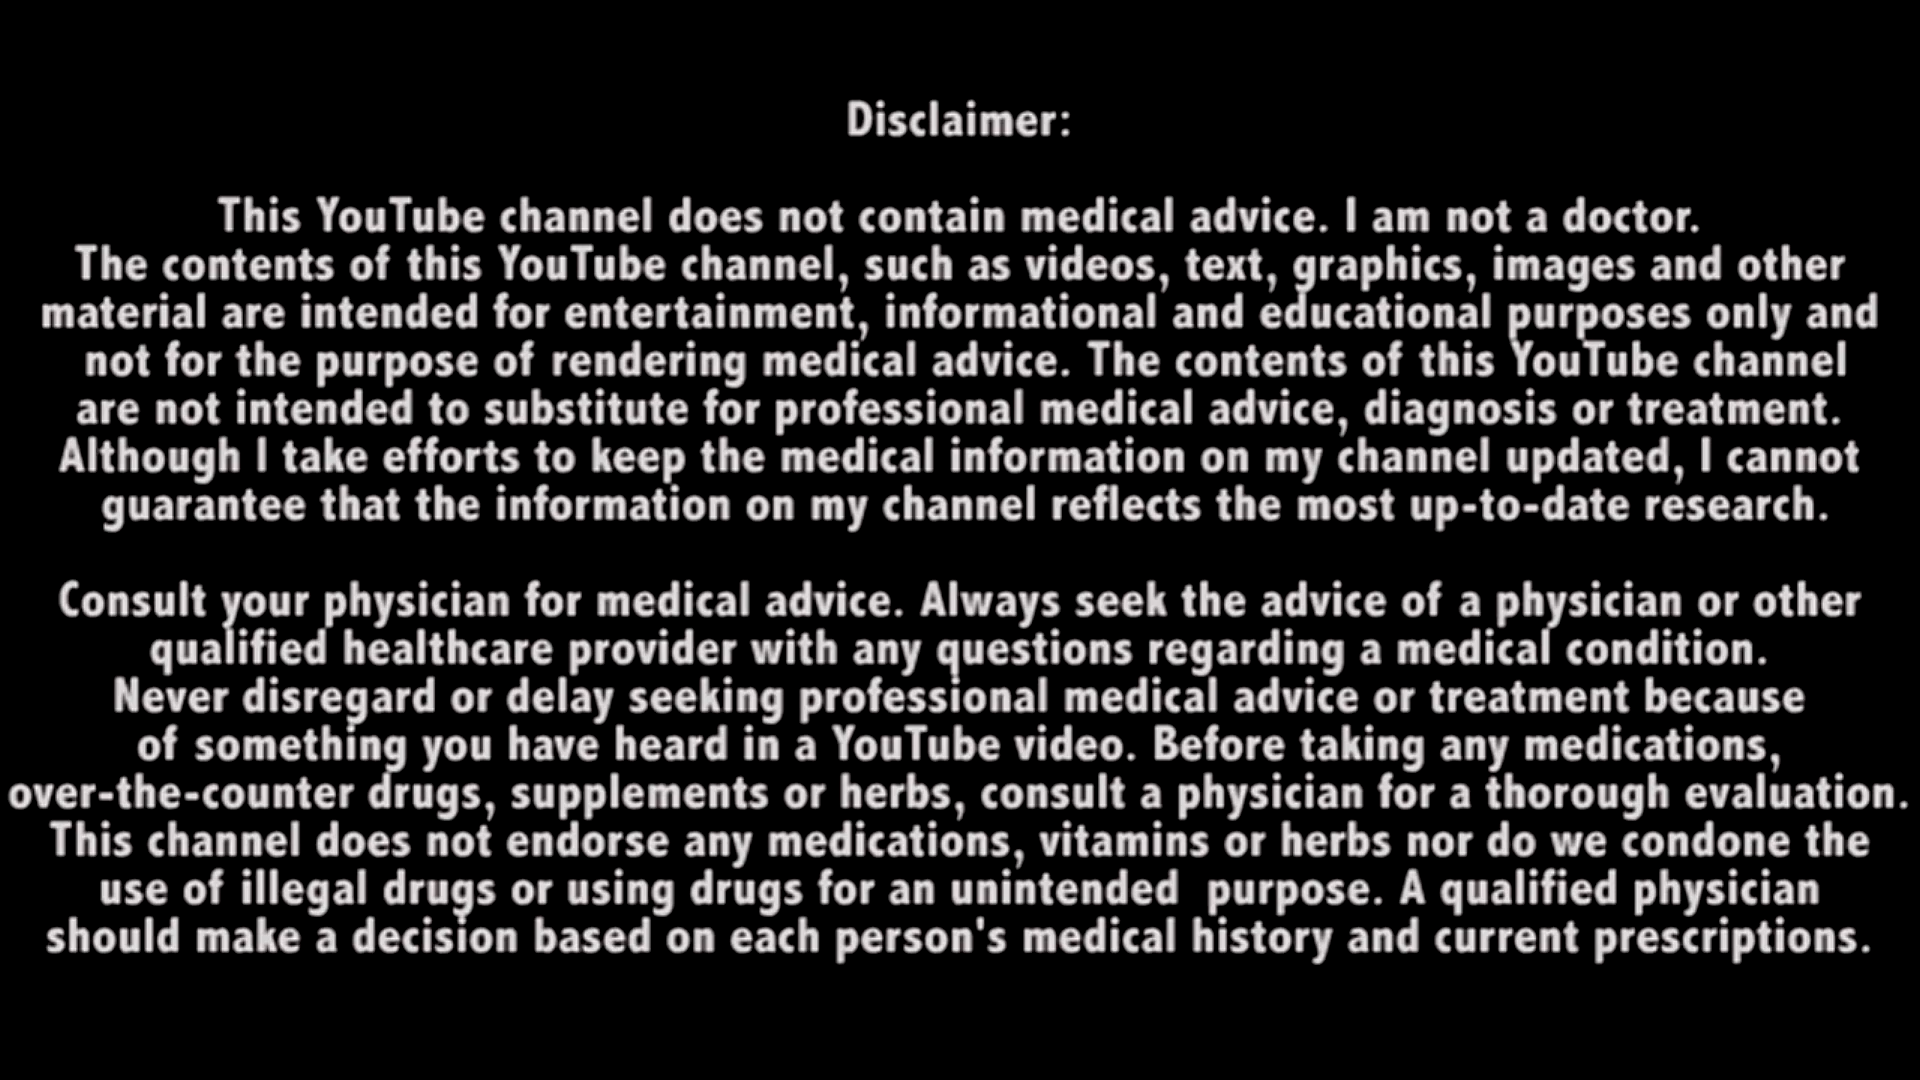 Disclaimer:
This YouTube channel does not contain medical advice. I am not a doctor.
The contents of this YouTube channel, such as videos, text, graphics, images and other
material are intended for entertainment, informational and educational purposes only and
not for the purpose of rendering medical advice. The contents of this YouTube channel
are not intended to substitute for professional medical advice, diagnosis or treatment.
Although I take efforts to keep the medical information on my channel updated, I cannot
guarantee that the information on my channel reflects the most up-to-date research.
Consult your physician for medical advice. Always seek the advice of a physician or other
qualified healthcare provider with any questions regarding a medical condition.
Never disregard or delay seeking professional medical advice or treatment because
of something you have heard in a YouTube video. Before taking any medications,
over-the-counter drugs, supplements or herbs, consult a physician for a thorough evaluation.
This channel does not endorse any medications, vitamins or herbs nor do we condone the
use of illegal drugs or using drugs for an unintended  purpose. A qualified physician
should make a decision based on each person's medical history and current prescriptions.